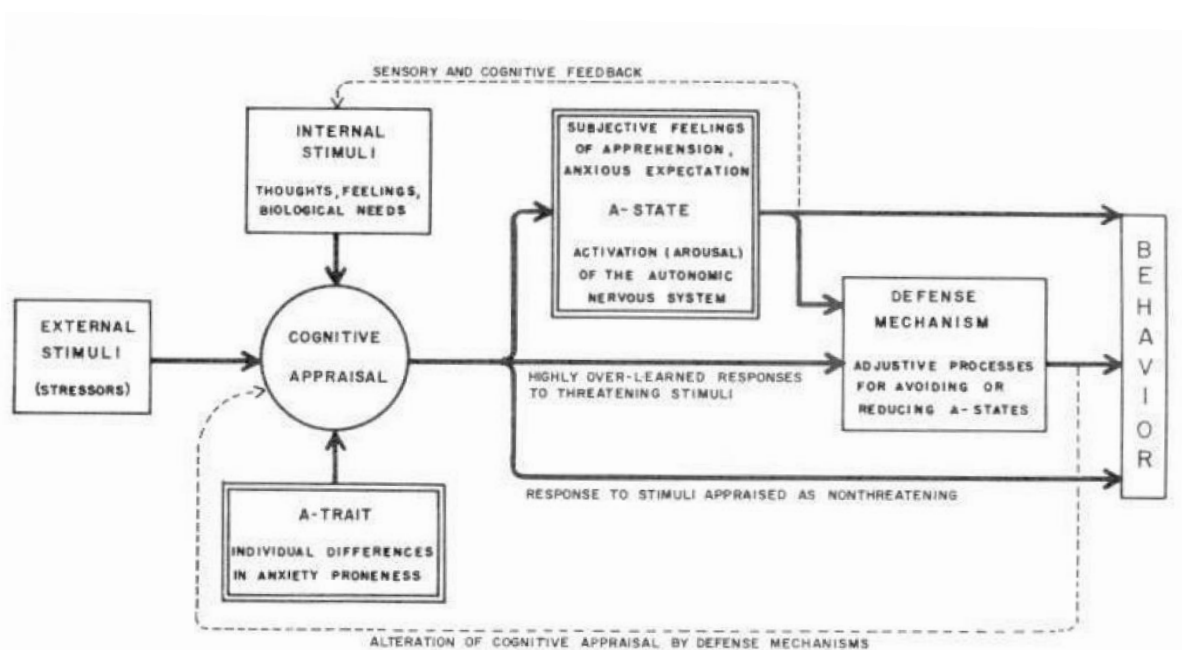 SENSORY AND COGNITIVE FEEDBACK
INTERNAL
STIMULI
THOUGHTS, FEELINGS,
BIOLOGICAL NEEDS
SUBJECTIVE FEELINGS
OF APPREHENSION,
ANXIOUS EXPECTATION
A-STATE
ACTIVATION (AROUSAL)
OF THE AUTONOMIC
NERVOUS SYSTEM
EXTERNAL
STIMULI
(STRESSORS)
COGNITIVE
APPRAISAL
HIGHLY OVER-LEARNED RESPONSES
TO THREATENING STIMULI
DEFENSE
MECHANISM
ADJUSTIVE PROCESSES
FOR AVOIDING OR
REDUCING A-STATES
BEHAVIOR
RESPONSE TO STIMULI APPRAISED AS NONTHREATENING
A-TRAIT
INDIVIDUAL DIFFERENCES
IN ANXIETY PRONENESS
ALTERATION OF COGNITIVE APPRAISAL BY DEFENSE MECHANISMS